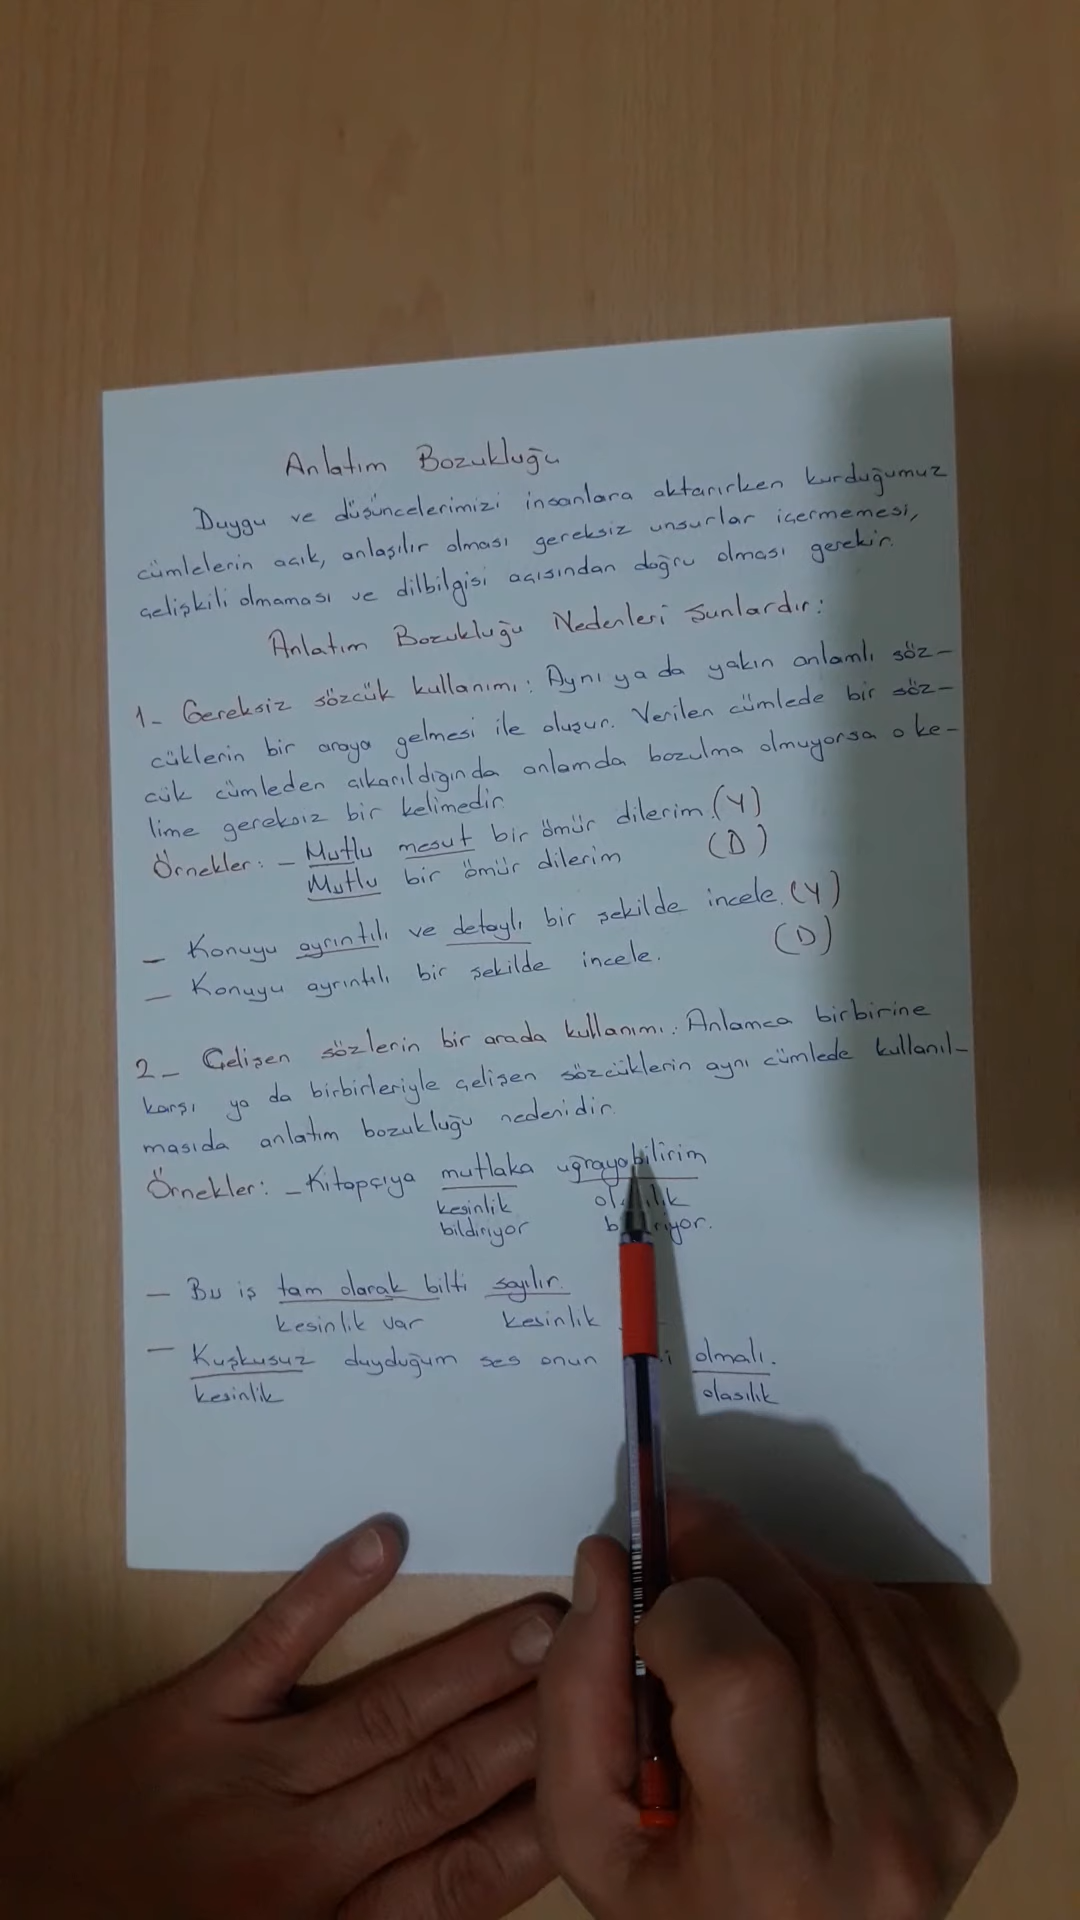 Anlatım Bozukluğu
Duygu ve düşüncelerimizi insanlara aktarırken kurduğumuz
cümlelerin açık, anlaşılır olması gereksiz unsurlar içermemesi,
çelişkili olmaması ve dilbilgisi açısından doğru olması gerekir.
Anlatım Bozukluğu Nedenleri Şunlardır:
1- Gereksiz sözcük kullanımı: Aynı ya da yakın anlamlı söz-
cüklerin bir araya gelmesi ile oluşur. Verilen cümlede bir söz-
cük cümleden çıkarıldığında anlamda bozulma olmuyorsa o ke-
lime gereksiz bir kelimedir.
Örnekler: - Mutlu mesut bir ömür dilerim. (Y)
Mutlu bir ömür dilerim (D)
- Konuyu ayrıntılı ve detaylı bir şekilde incele. (Y)
- Konuyu ayrıntılı bir şekilde incele. (D)
2- Çelişen sözlerin bir arada kullanımı: Anlamca birbirine
karşı ya da birbirleriyle çelişen sözcüklerin aynı cümlede kullanıl-
masıda anlatım bozukluğu nedenidir.
Örnekler: - Kitapçıya mutlaka uğrayabilirim
kesinlik
bildiriyor
- Bu iş tam olarak bitti sayılır.
kesinlik var kesinlik
- Kuşkusuz duyduğum ses onun olmalı.
kesinlik olasılık